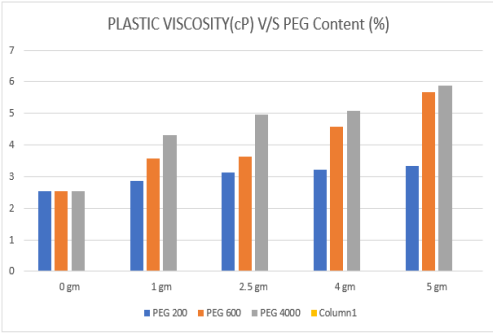 PLASTIC VISCOSITY(cP) V/S PEG Content (%)
7
6
5
4
3
2
1
0
0 gm 1 gm 2.5 gm 4 gm 5 gm
PEG 200 PEG 600 PEG 4000 Column1